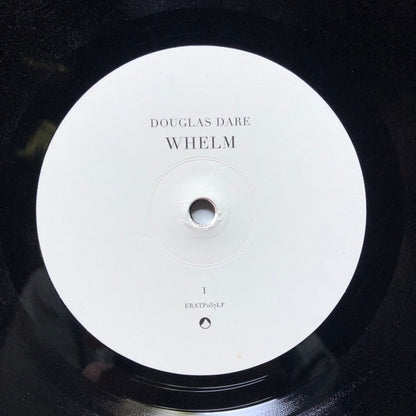 DOUGLAS DARE
WHELM
I
ERATP057LP